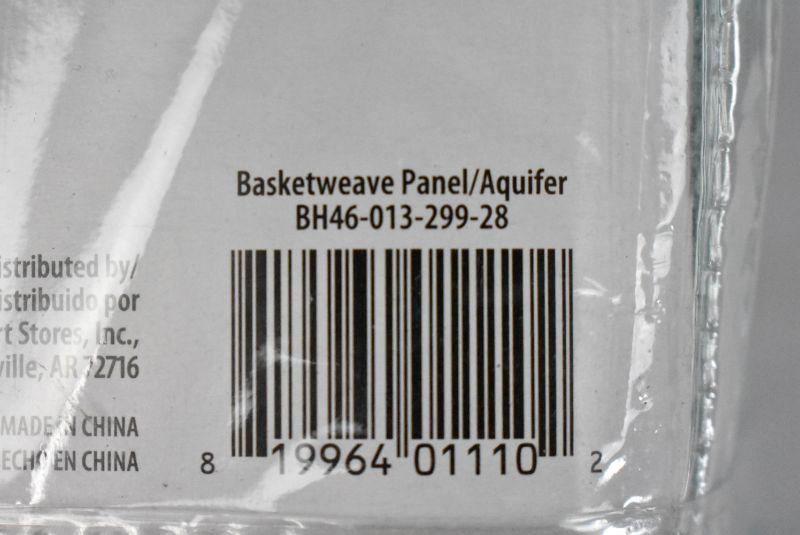 Basketweave Panel/Aquifer
BH46-013-299-28
istributed by/
istribuido por
rt Stores, Inc.,
ville, AR 72716
MADE IN CHINA
ECHO EN CHINA
8 19964 01110 2